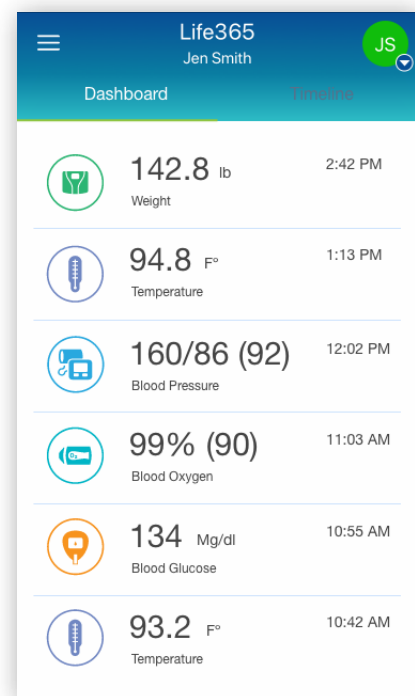 Life365
JS
Jen Smith
Dashboard
Timeline
142.8 lb
2:42 PM
Weight
94.8 F°
1:13 PM
Temperature
160/86 (92)
12:02 PM
Blood Pressure
99% (90)
11:03 AM
Blood Oxygen
134 Mg/dl
10:55 AM
Blood Glucose
93.2 F°
10:42 AM
Temperature